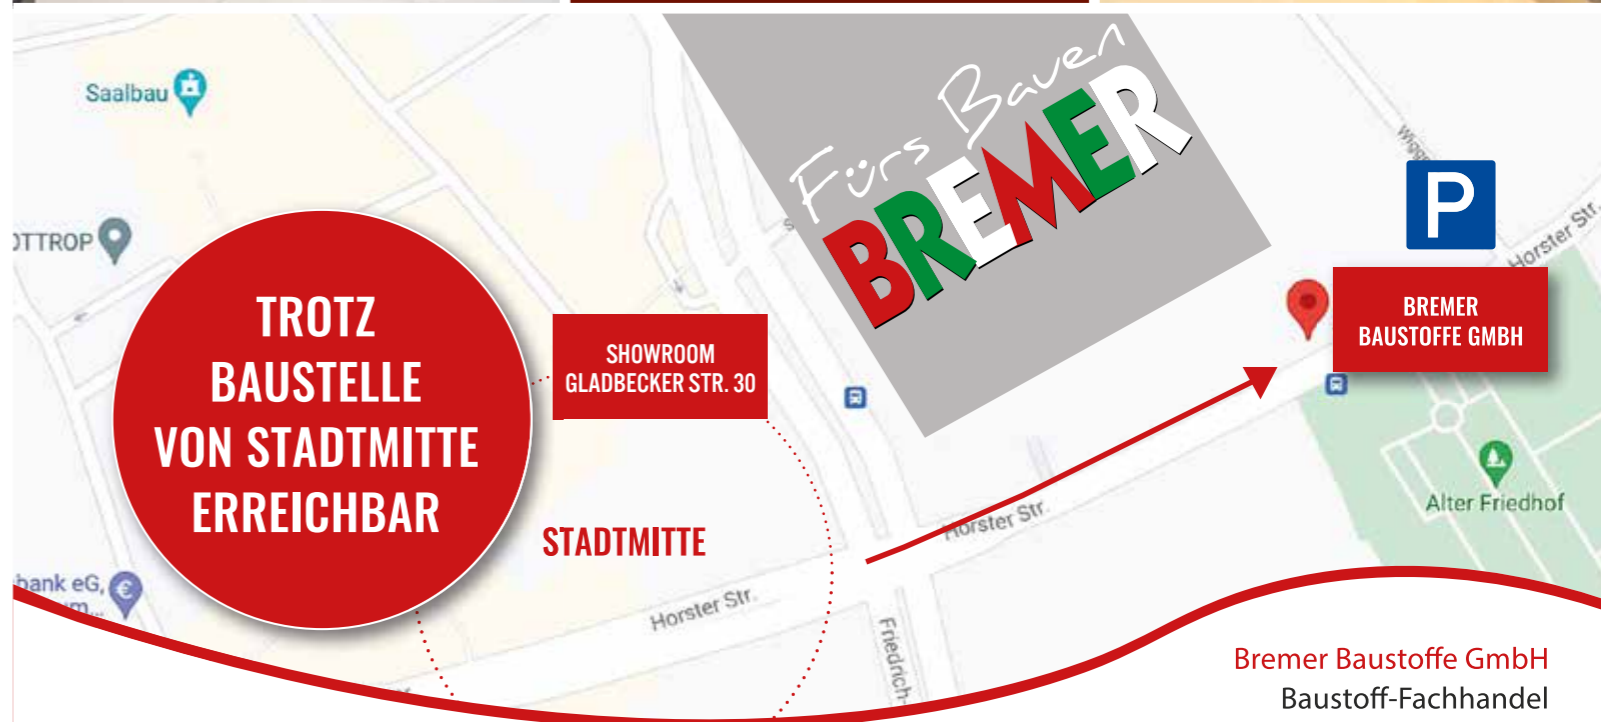 Saalbau
Fürs Bauen
BREMER
P
Horster Str.
BREMER
BAUSTOFFE GMBH
TROTZ
BAUSTELLE
VON STADTMITTE
ERREICHBAR
SHOWROOM
GLADBECKER STR. 30
STADTMITTE
Horster Str.
Alter Friedhof
bank eG,
Horster Str.
Friedrich-
Bremer Baustoffe GmbH
Baustoff-Fachhandel